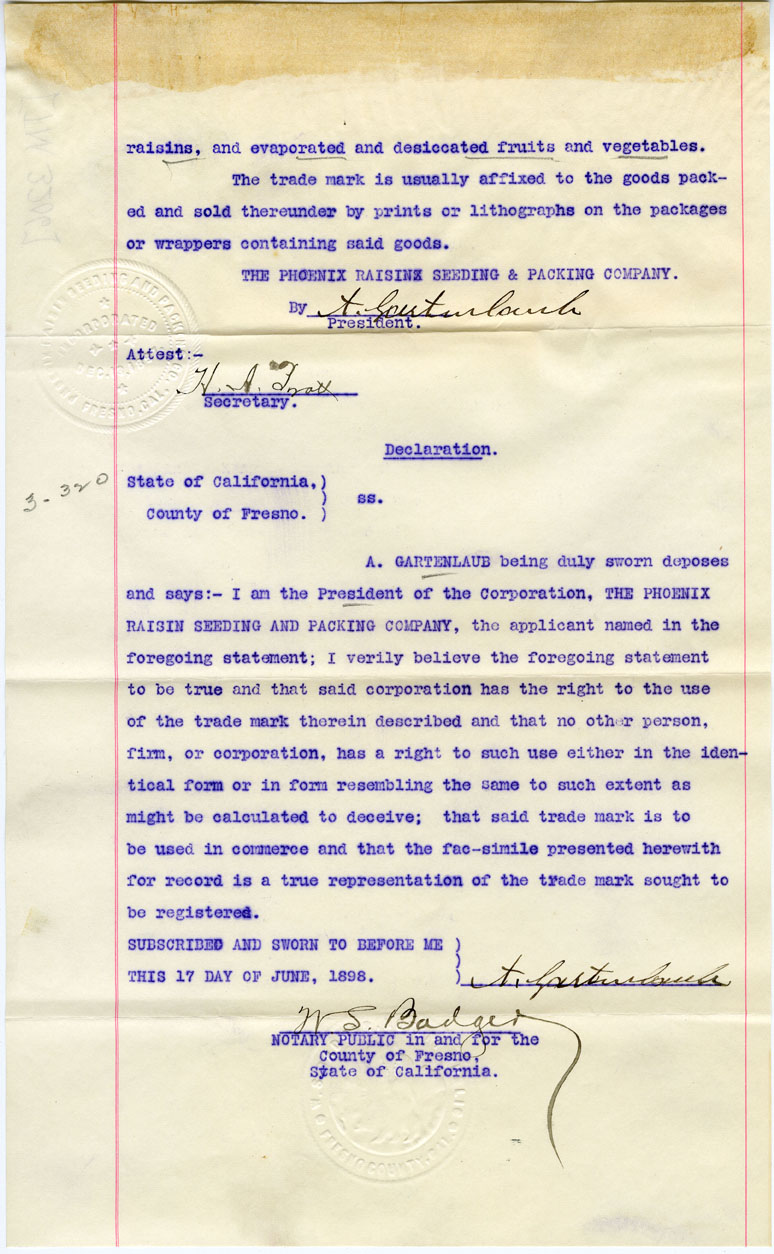 raisins, and evaporated and desiccated fruits and vegetables.
The trade mark is usually affixed to the goods pack-
ed and sold thereunder by prints or lithographs on the packages
or wrappers containing said goods.
THE PHOENIX RAISINX SEEDING & PACKING COMPANY.
By A. Gartenlaub
President.
Attest:-
H. A.
Secretary.
Declaration.
3-320
State of California,)
) ss.
County of Fresno. )
A. GARTENLAUB being duly sworn deposes
and says:- I am the President of the Corporation, THE PHOENIX
RAISIN SEEDING AND PACKING COMPANY, the applicant named in the
foregoing statement; I verily believe the foregoing statement
to be true and that said corporation has the right to the use
of the trade mark therein described and that no other person,
firm, or corporation, has a right to such use either in the iden-
tical form or in form resembling the same to such extent as
might be calculated to deceive; that said trade mark is to
be used in commerce and that the fac-simile presented herewith
for record is a true representation of the trade mark sought to
be registered.
SUBSCRIBED AND SWORN TO BEFORE ME )
)
THIS 17 DAY OF JUNE, 1898. ) A. Gartenlaub
W S. Badger
NOTARY PUBLIC in and for the
County of Fresno,
State of California.
SEEDING AND PACKING
INCORPORATED
DEC.
FRESNO, CAL.
FRESNO COUNTY, CAL.